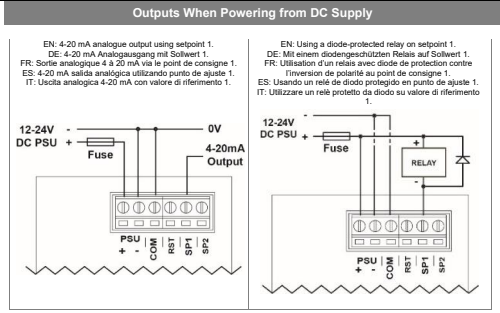 Outputs When Powering from DC Supply
EN: 4-20 mA analogue output using setpoint 1.
DE: 4-20 mA Analogausgang mit Sollwert 1.
FR: Sortie analogique 4 à 20 mA via le point de consigne 1.
ES: 4-20 mA salida analógica utilizando punto de ajuste 1.
IT: Uscita analogica 4-20 mA con valore di riferimento 1.
12-24V
DC PSU
-
+
Fuse
0V
4-20mA
Output
PSU
+
-
COM
RST
SP1
SP2
EN: Using a diode-protected relay on setpoint 1.
DE: Mit einem diodengeschützten Relais auf Sollwert 1.
FR: Utilisation d'un relais avec diode de protection contre
l'inversion de polarité au point de consigne 1.
ES: Usando un relé de diodo protegido en punto de ajuste 1.
IT: Utilizzare un relè protetto da diodo su valore di riferimento
1.
12-24V
DC PSU
-
+
Fuse
+
RELAY
-
PSU
+
-
COM
RST
SP1
SP2